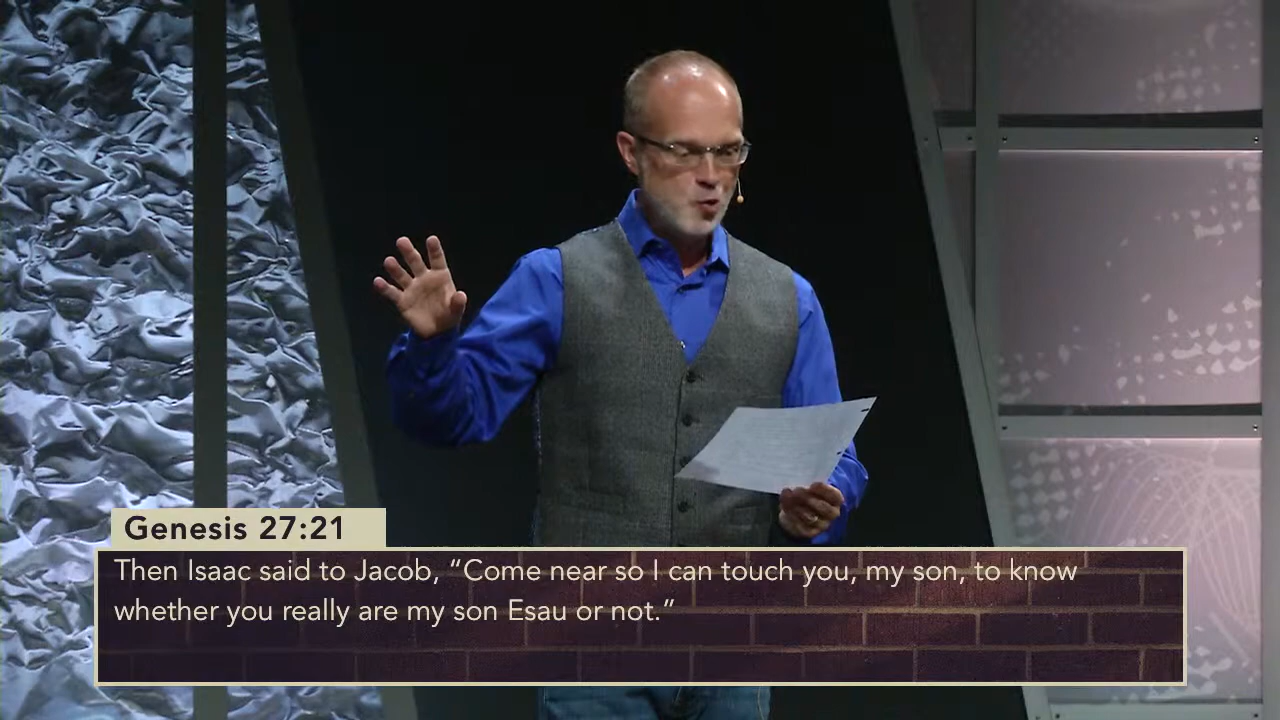 Genesis 27:21
Then Isaac said to Jacob, “Come near so I can touch you, my son, to know
whether you really are my son Esau or not.”